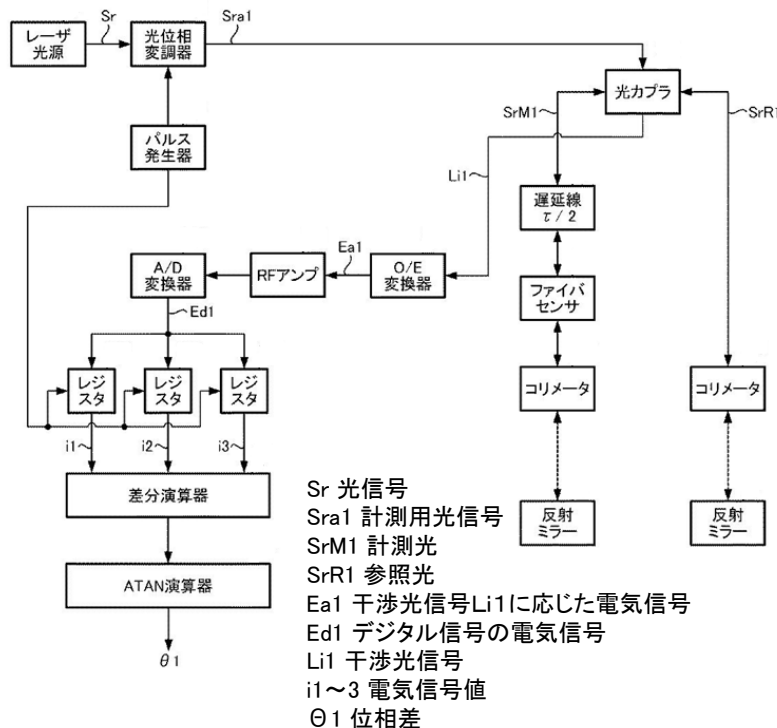 Sr
Sra1
レーザ
光源
光位相
変調器
光カプラ
SrM1
SrR1
パルス
発生器
Li1
遅延線
τ/2
Ea1
A/D
変換器
RFアンプ
O/E
変換器
ファイバ
センサ
Ed1
レジ
スタ
レジ
スタ
レジ
スタ
コリメータ
コリメータ
i1
i2
i3
差分演算器
反射
ミラー
反射
ミラー
ATAN演算器
θ1
Sr 光信号
Sra1 計測用光信号
SrM1 計測光
SrR1 参照光
Ea1 干渉光信号Li1に応じた電気信号
Ed1 デジタル信号の電気信号
Li1 干渉光信号
i1～3 電気信号値
Θ1 位相差